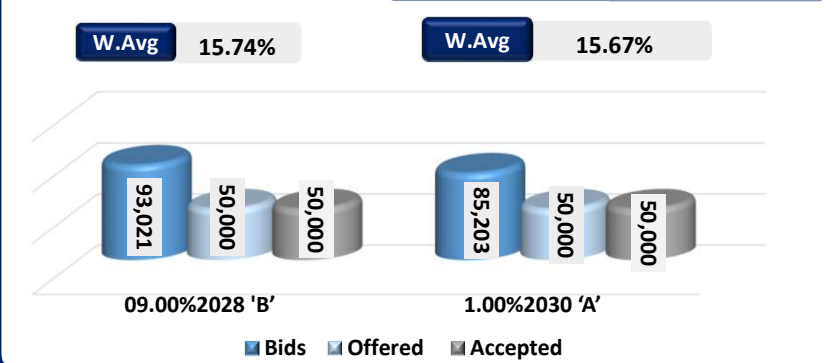 W.Avg 15.74% W.Avg 15.67%
93,021 50,000 50,000 85,203 50,000 50,000
09.00%2028 'B’ 1.00%2030 ‘A’
Bids Offered Accepted